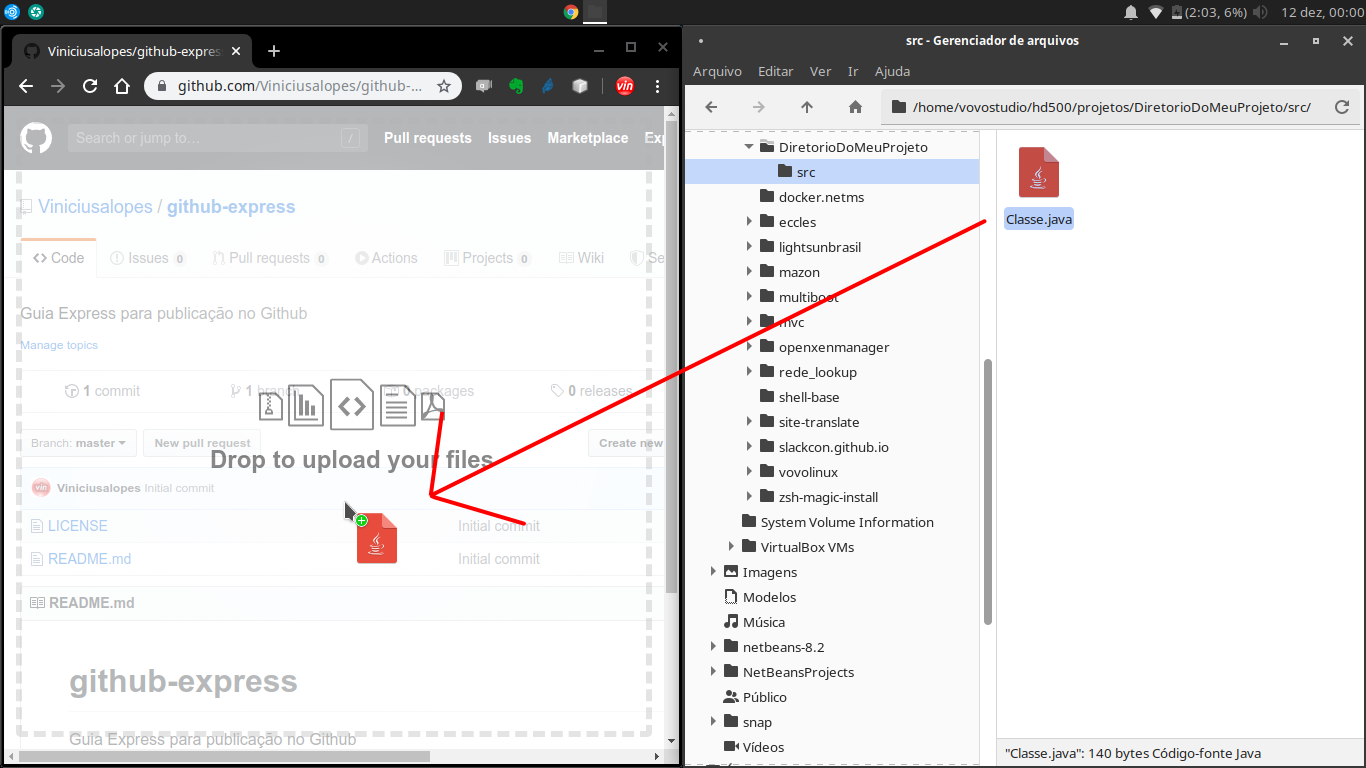 (2:03, 6%) 12 dez, 00:00
Viniciusalopes/github-expres
github.com/Viniciusalopes/github-...
vin
Search or jump to…
/
Pull requests Issues Marketplace Exp
Viniciusalopes / github-express
Code Issues 0 Pull requests 0 Actions Projects 0 Wiki Se
Guia Express para publicação no Github
Manage topics
1 commit 1 branch 0 packages 0 releases
Branch: master New pull request Create new
Drop to upload your files
vin Viniciusalopes Initial commit
LICENSE Initial commit
README.md Initial commit
README.md
github-express
Guia Express para publicação no Github
src - Gerenciador de arquivos
Arquivo Editar Ver Ir Ajuda
/home/vovostudio/hd500/projetos/DiretorioDoMeuProjeto/src/
DiretorioDoMeuProjeto
src
docker.netms
eccles
lightsunbrasil
mazon
multiboot
mvc
openxenmanager
rede_lookup
shell-base
site-translate
slackcon.github.io
vovolinux
zsh-magic-install
System Volume Information
VirtualBox VMs
Imagens
Modelos
Música
netbeans-8.2
NetBeansProjects
Público
snap
Vídeos
Classe.java
"Classe.java": 140 bytes Código-fonte Java